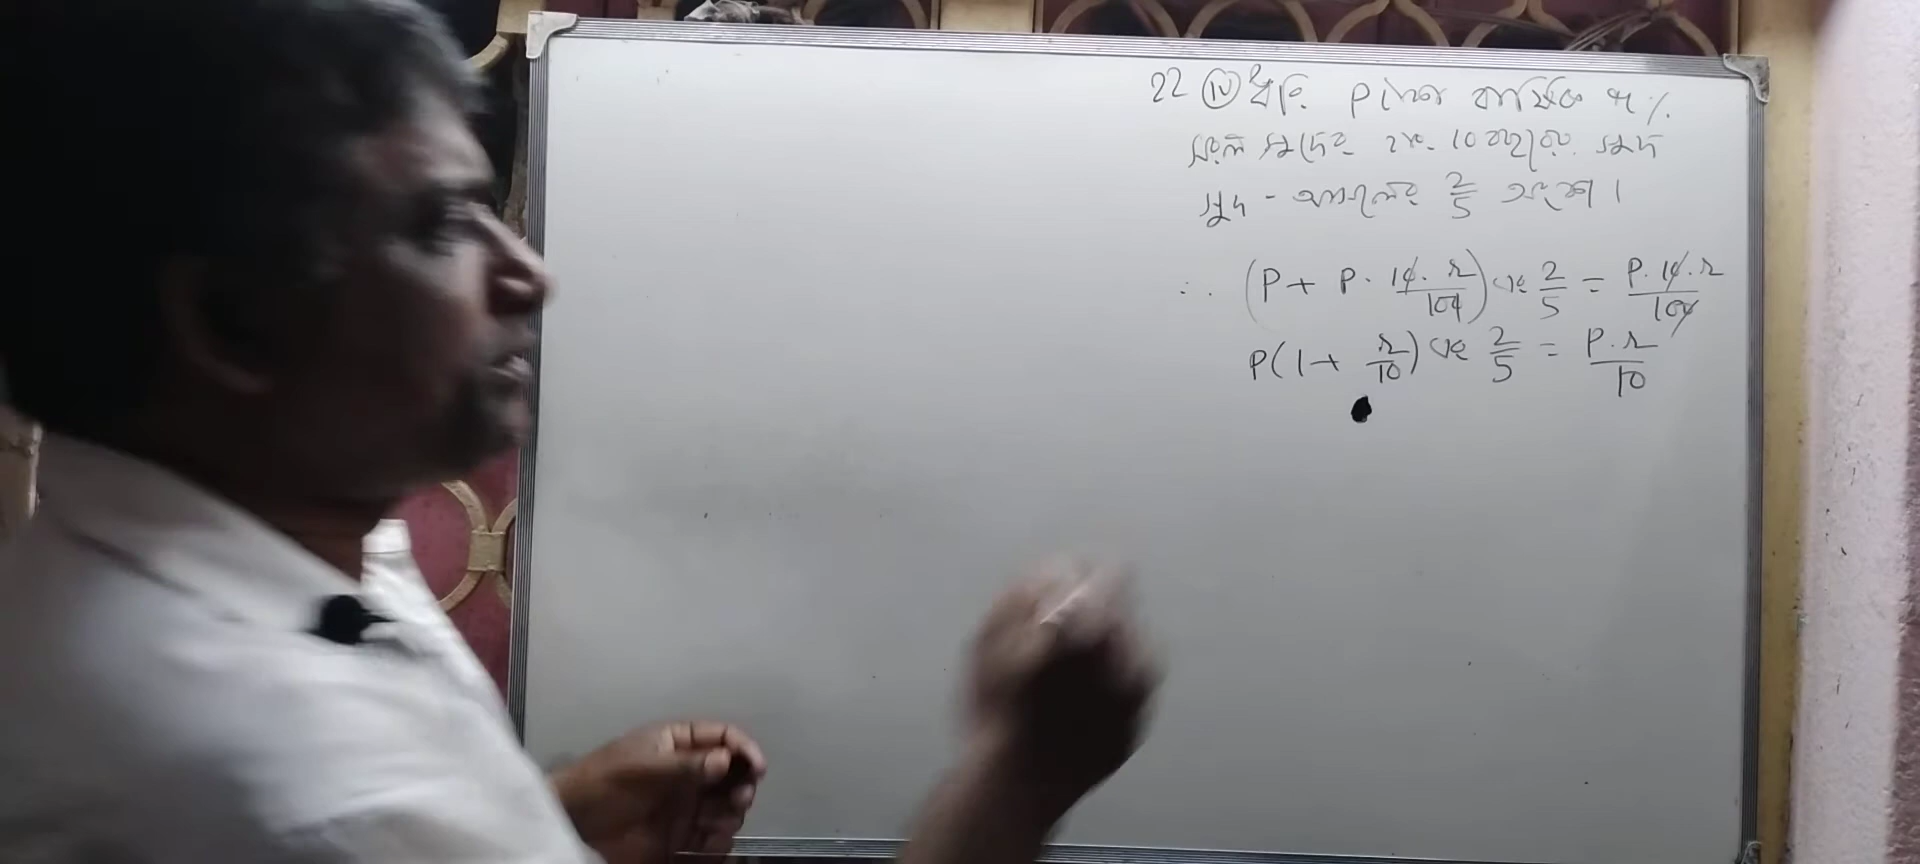 22 (iv) ধরি P টাকা বার্ষিক r%
সরল সুদের হারে 10 বছরে সুদ
সুদ - আসলের 2/5 অংশ।
∴ (P + P. 10. r/100) এর 2/5 = P. 10. r/100
P(1 + r/10) এর 2/5 = P. r/10